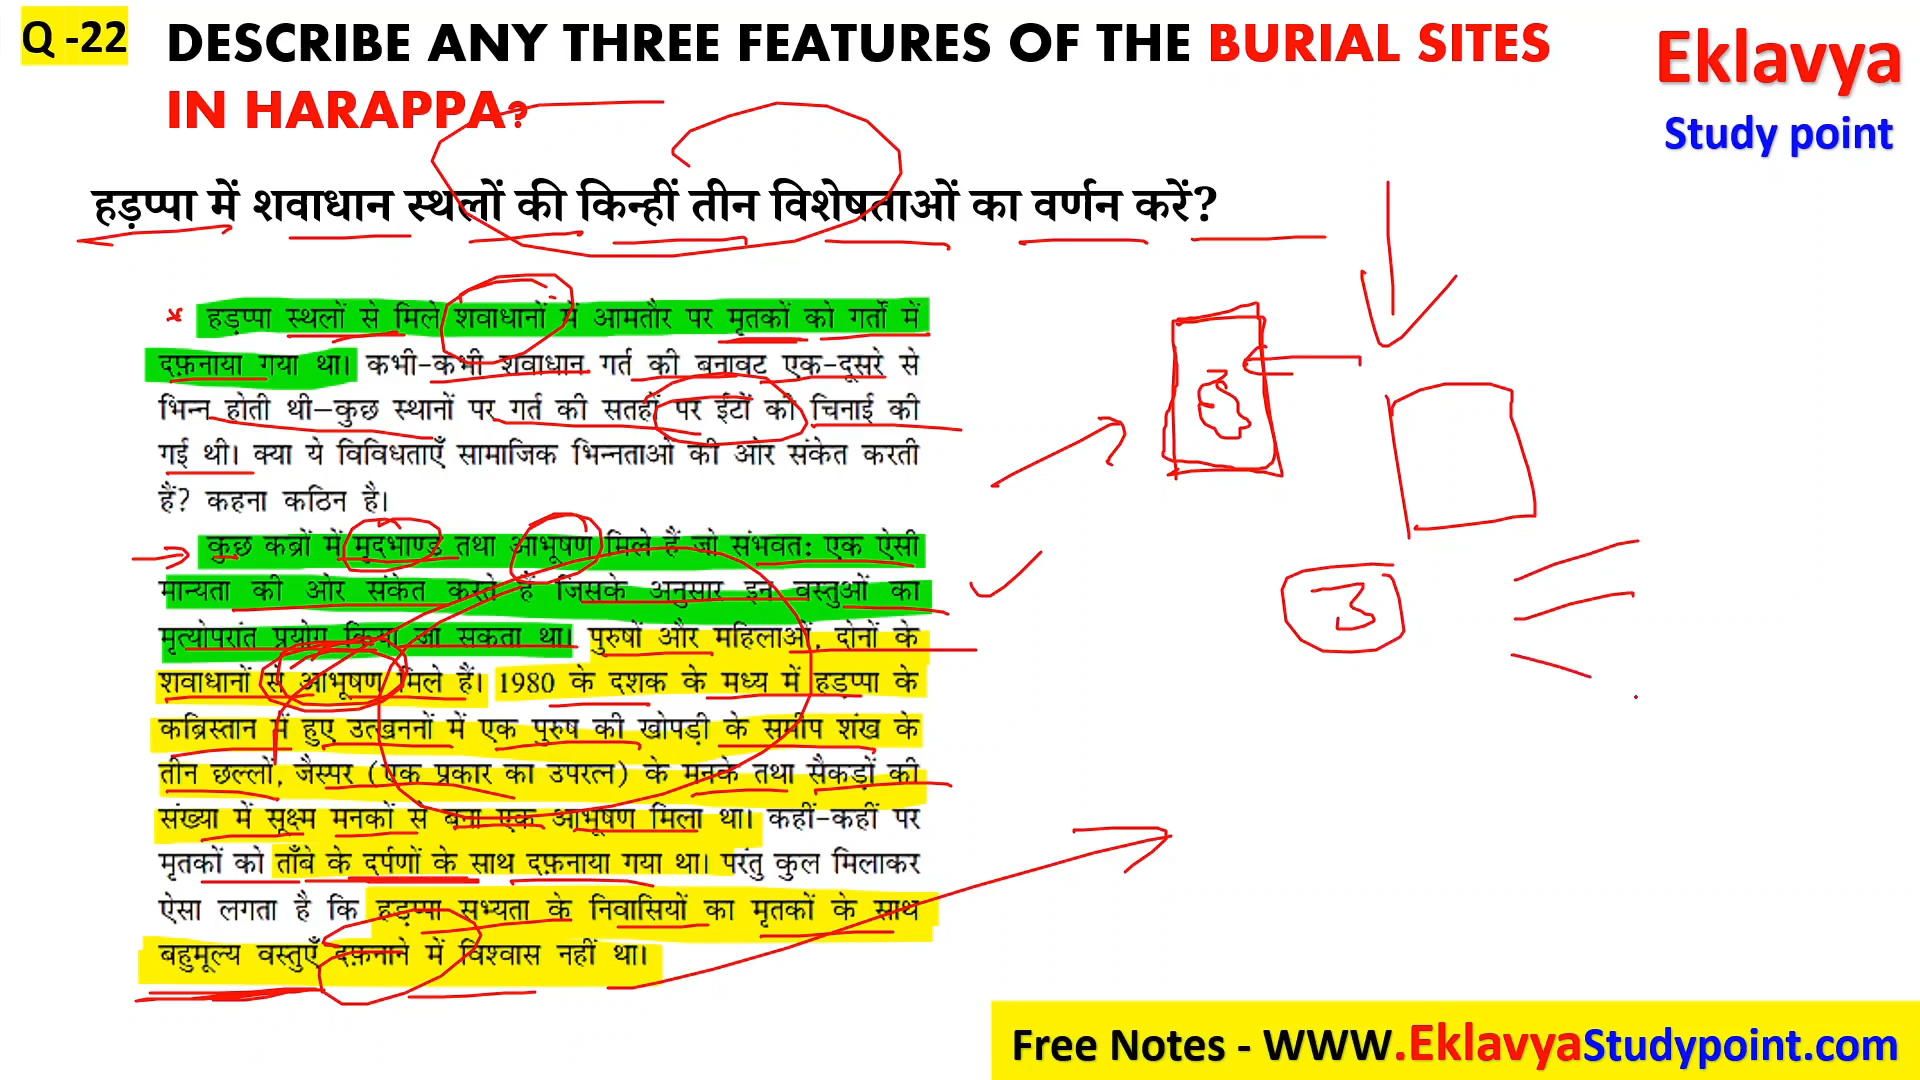 Q -22
DESCRIBE ANY THREE FEATURES OF THE BURIAL SITES
IN HARAPPA?
Eklavya
Study point
हड़प्पा में शवाधान स्थलों की किन्हीं तीन विशेषताओं का वर्णन करें?
हड़प्पा स्थलों से मिले शवाधानों में आमतौर पर मृतकों को गर्तों में
दफ़नाया गया था। कभी-कभी शवाधान गर्त की बनावट एक-दूसरे से
भिन्न होती थी–कुछ स्थानों पर गर्त की सतहों पर ईंटों की चिनाई की
गई थी। क्या ये विविधताएँ सामाजिक भिन्नताओं की ओर संकेत करती
हैं? कहना कठिन है।
कुछ कब्रों में मृदभाण्ड तथा आभूषण मिले हैं जो संभवत: एक ऐसी
मान्यता की ओर संकेत करते हैं जिसके अनुसार इन वस्तुओं का
मृत्योपरांत प्रयोग किया जा सकता था। पुरुषों और महिलाओं, दोनों के
शवाधानों से आभूषण मिले हैं। 1980 के दशक के मध्य में हड़प्पा के
कब्रिस्तान में हुए उत्खननों में एक पुरुष की खोपड़ी के समीप शंख के
तीन छल्लों, जैस्पर (एक प्रकार का उपरत्न) के मनके तथा सैकड़ों की
संख्या में सूक्ष्म मनकों से बना एक आभूषण मिला था। कहीं-कहीं पर
मृतकों को ताँबे के दर्पणों के साथ दफ़नाया गया था। परंतु कुल मिलाकर
ऐसा लगता है कि हड़प्पा सभ्यता के निवासियों का मृतकों के साथ
बहुमूल्य वस्तुएँ दफ़नाने में विश्वास नहीं था।
3
Free Notes - WWW.EklavyaStudypoint.com